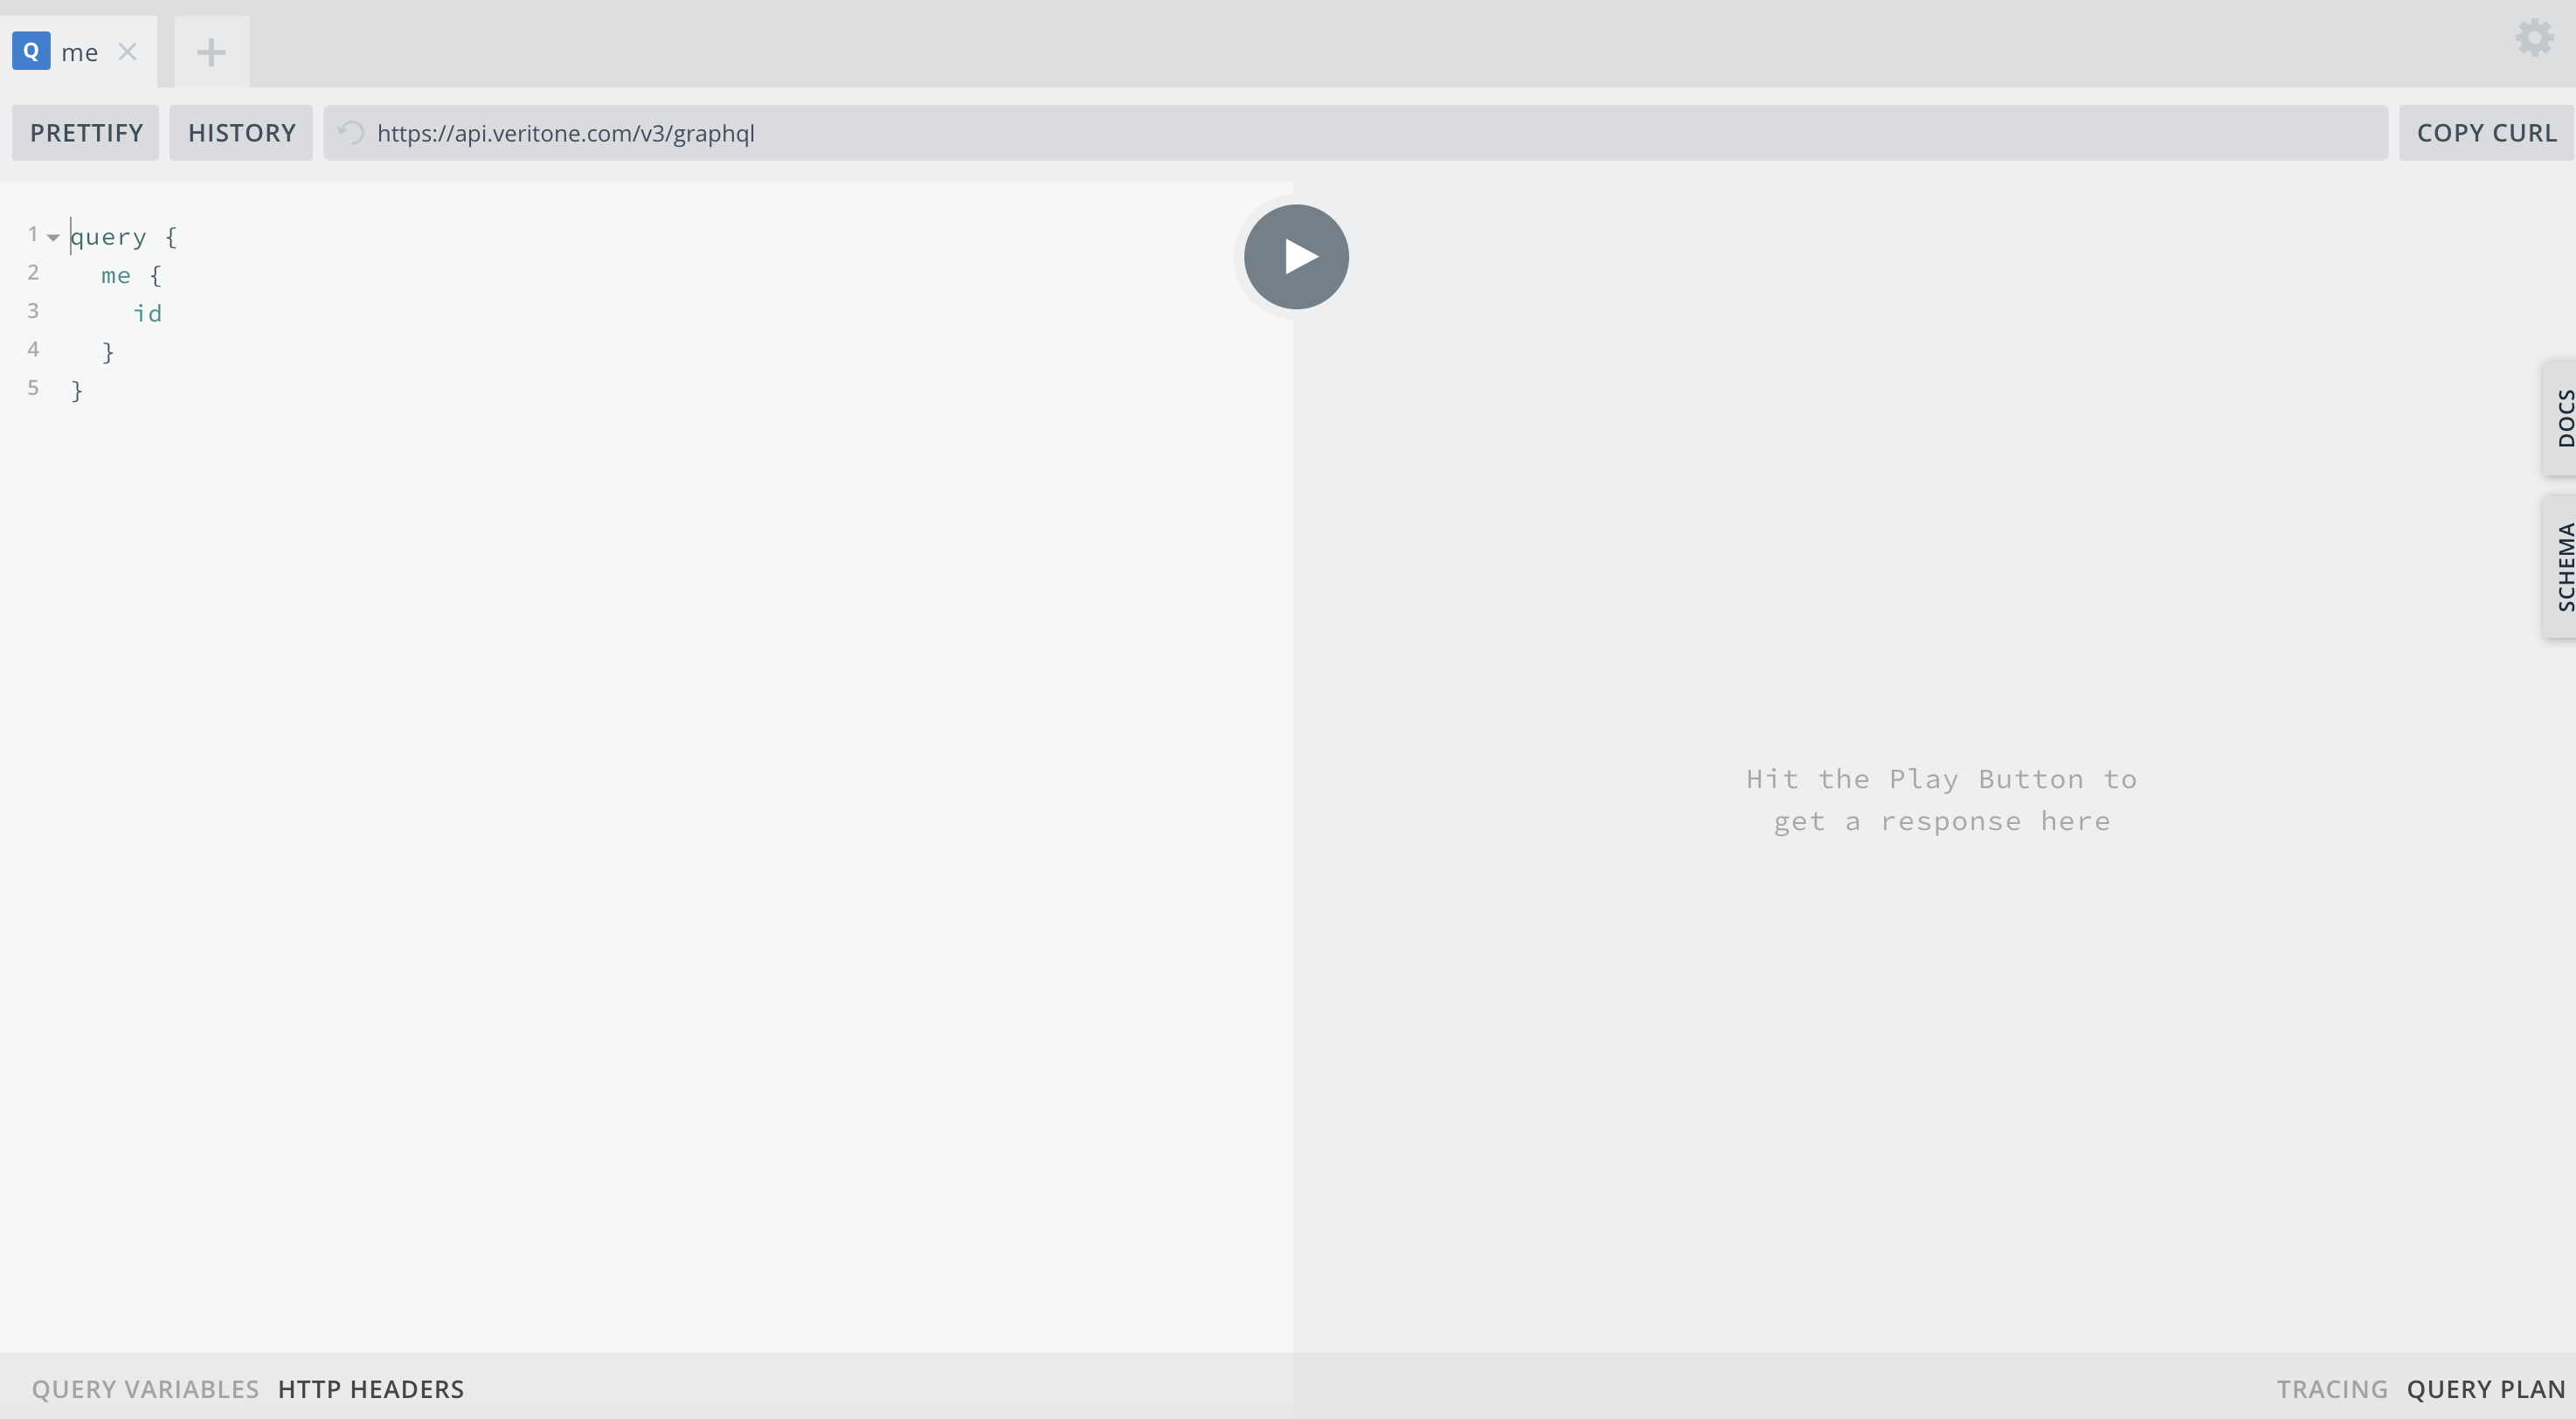 Q me
PRETTIFY HISTORY https://api.veritone.com/v3/graphql COPY CURL
1 query {
2 me {
3 id
4 }
5 }
Hit the Play Button to
get a response here
DOCS
SCHEMA
QUERY VARIABLES HTTP HEADERS
TRACING QUERY PLAN